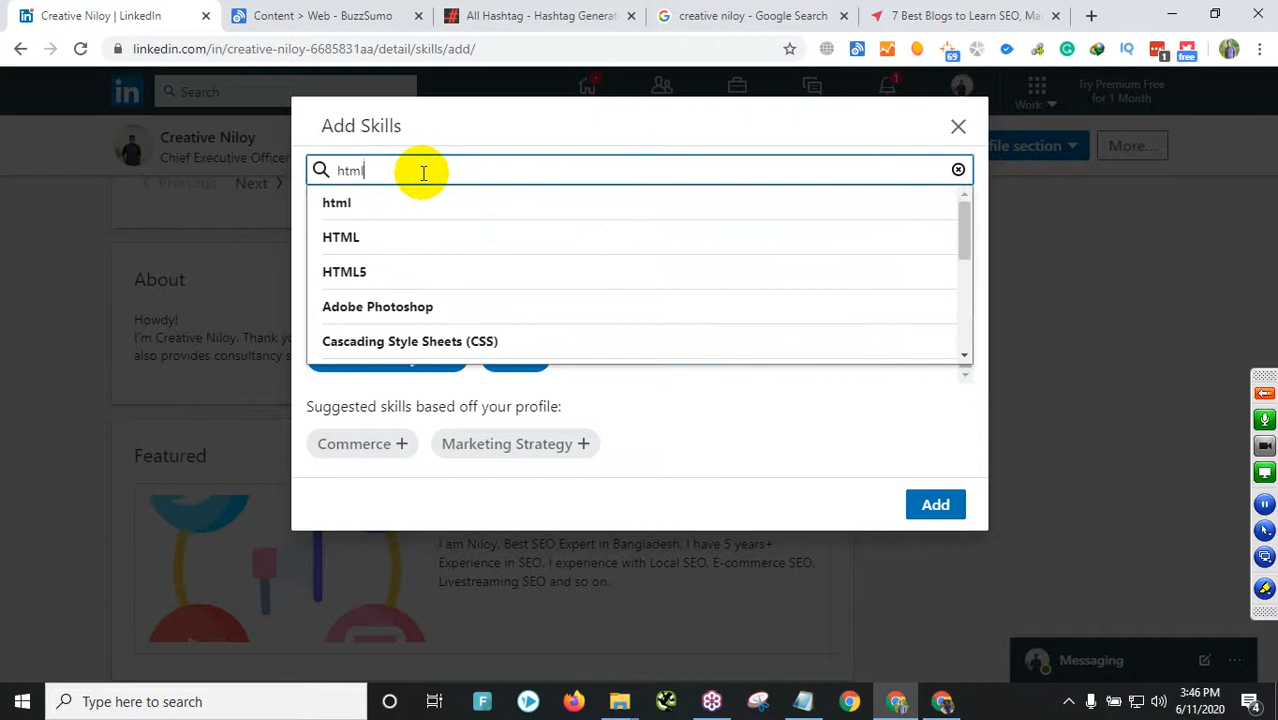 Creative Niloy | LinkedIn
Content > Web - BuzzSumo
All Hashtag - Hashtag Generat
creative niloy - Google Search
7 Best Blogs to Learn SEO, Ma
linkedin.com/in/creative-niloy-6685831aa/detail/skills/add/
69
1
free
Search
1
Work
Try Premium Free
for 1 Month
Creative Niloy
Chief Executive Officer
file section
More...
Previous
Next
Add Skills
html
html
HTML
HTML5
Adobe Photoshop
Cascading Style Sheets (CSS)
Suggested skills based off your profile:
Commerce
Marketing Strategy
Add
About
Howdy!
I'm Creative Niloy. Thank yo
also provides consultancy s
Featured
I am Niloy, Best SEO Expert in Bangladesh. I have 5 years+
Experience in SEO. I experience with Local SEO, E-commerce SEO,
Livestreaming SEO and so on.
Messaging
Type here to search
3:46 PM
6/11/2020
4